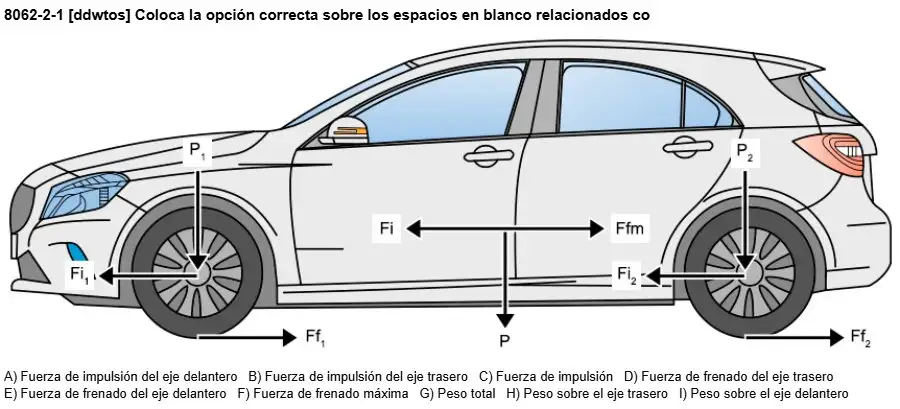 8062-2-1 [ddwtos] Coloca la opción correcta sobre los espacios en blanco relacionados co
P1
P2
Fi
Ffm
Fi1
Fi2
Ff1
P
Ff2
A) Fuerza de impulsión del eje delantero B) Fuerza de impulsión del eje trasero C) Fuerza de impulsión D) Fuerza de frenado del eje trasero
E) Fuerza de frenado del eje delantero F) Fuerza de frenado máxima G) Peso total H) Peso sobre el eje trasero I) Peso sobre el eje delantero